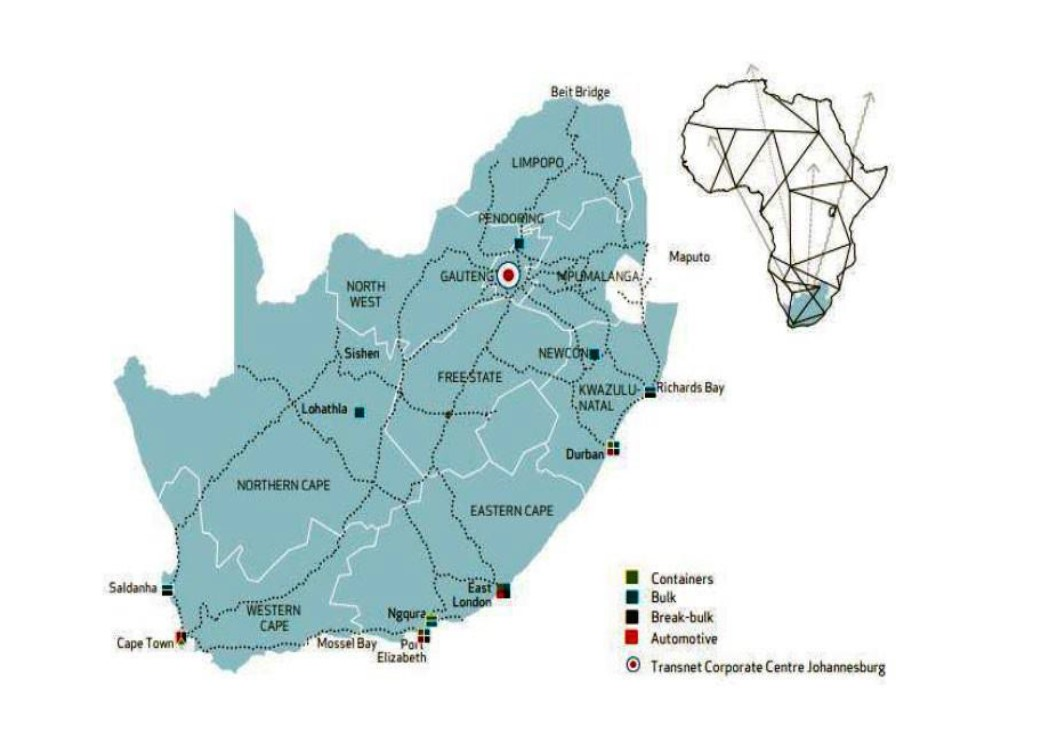 Beit Bridge
LIMPOPO
PENDORING
Maputo
GAUTENG
MPUMALANGA
NORTH
WEST
Sishen
NEWCON
FREE STATE
KWAZULU-
NATAL
Richards Bay
Lohathla
Durban
NORTHERN CAPE
EASTERN CAPE
Saldanha
East
London
WESTERN
CAPE
Ngqura
Cape Town
Mossel Bay
Port
Elizabeth
Containers
Bulk
Break-bulk
Automotive
Transnet Corporate Centre Johannesburg